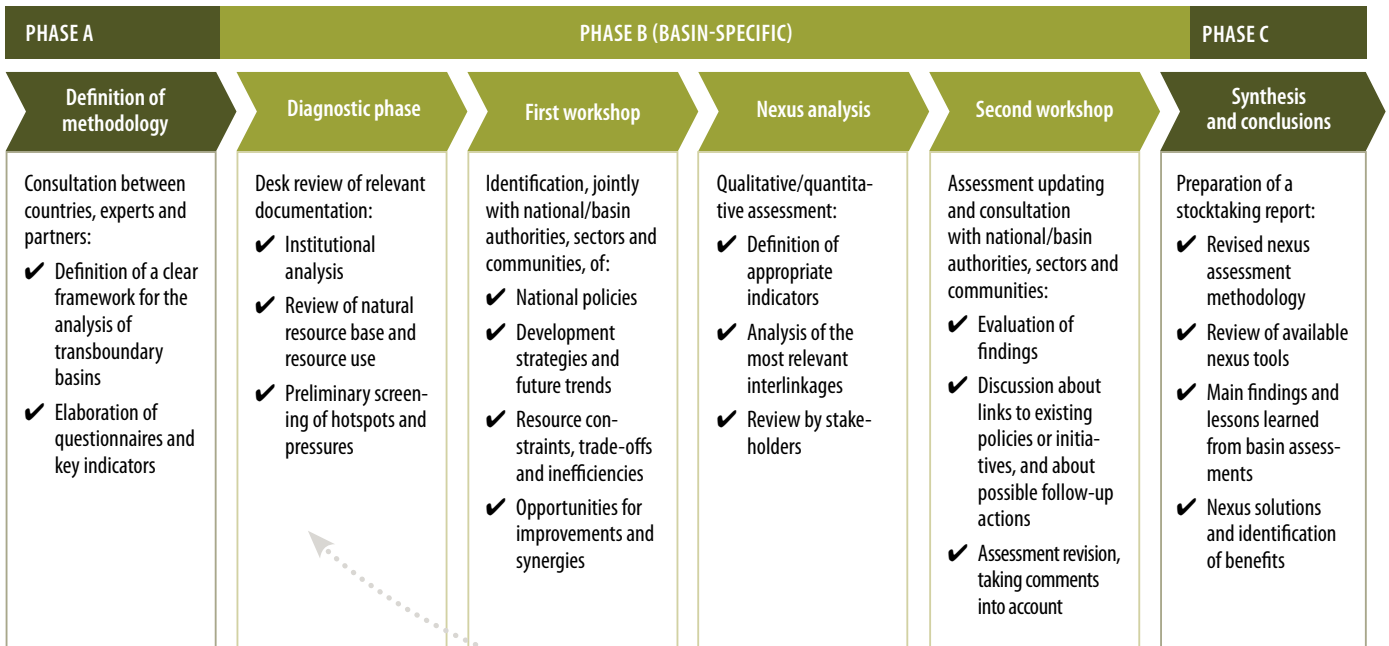 PHASE A
PHASE B (BASIN-SPECIFIC)
PHASE C
Definition of
methodology
Diagnostic phase
First workshop
Nexus analysis
Second workshop
Synthesis
and conclusions
Consultation between
countries, experts and
partners:
✔ Definition of a clear
framework for the
analysis of
transboundary
basins
✔ Elaboration of
questionnaires and
key indicators
Desk review of relevant
documentation:
✔ Institutional
analysis
✔ Review of natural
resource base and
resource use
✔ Preliminary screen-
ing of hotspots and
pressures
Identification, jointly
with national/basin
authorities, sectors and
communities, of:
✔ National policies
✔ Development
strategies and
future trends
✔ Resource con-
straints, trade-offs
and inefficiencies
✔ Opportunities for
improvements and
synergies
Qualitative/quantita-
tive assessment:
✔ Definition of
appropriate
indicators
✔ Analysis of the
most relevant
interlinkages
✔ Review by stake-
holders
Assessment updating
and consultation
with national/basin
authorities, sectors and
communities:
✔ Evaluation of
findings
✔ Discussion about
links to existing
policies or initia-
tives, and about
possible follow-up
actions
✔ Assessment revision,
taking comments
into account
Preparation of a
stocktaking report:
✔ Revised nexus
assessment
methodology
✔ Review of available
nexus tools
✔ Main findings and
lessons learned
from basin assess-
ments
✔ Nexus solutions
and identification
of benefits